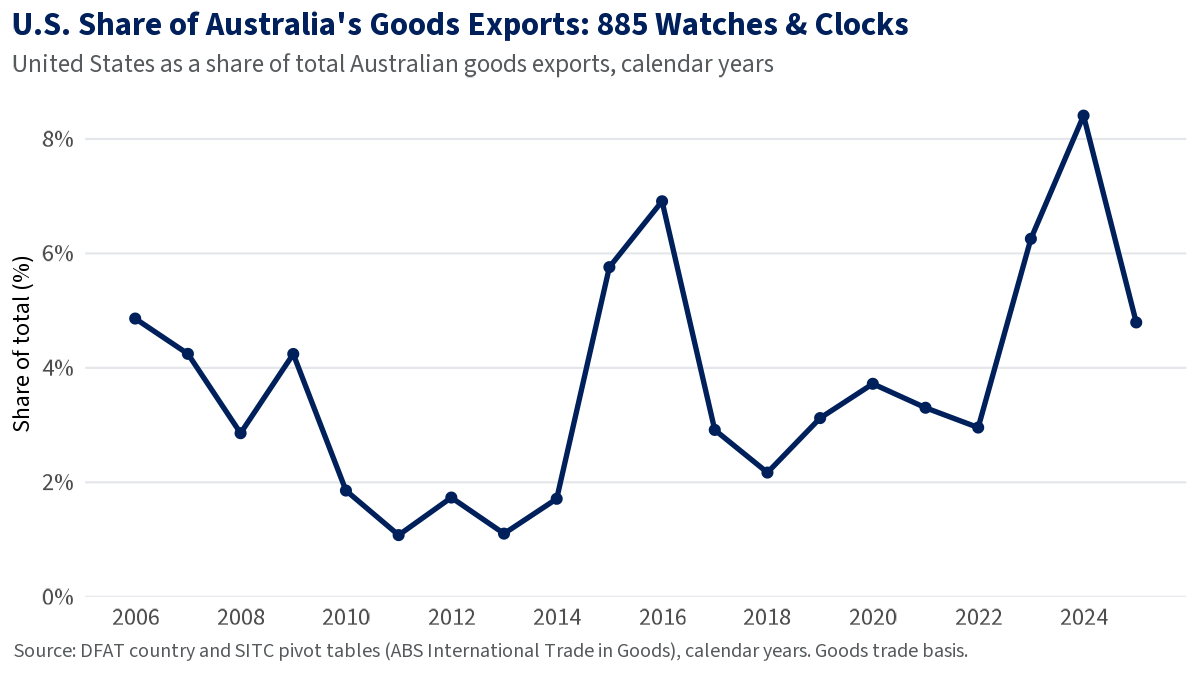 U.S. Share of Australia's Goods Exports: 885 Watches & Clocks
United States as a share of total Australian goods exports, calendar years
Share of total (%)
8%
6%
4%
2%
0%
2006 2008 2010 2012 2014 2016 2018 2020 2022 2024
Source: DFAT country and SITC pivot tables (ABS International Trade in Goods), calendar years. Goods trade basis.